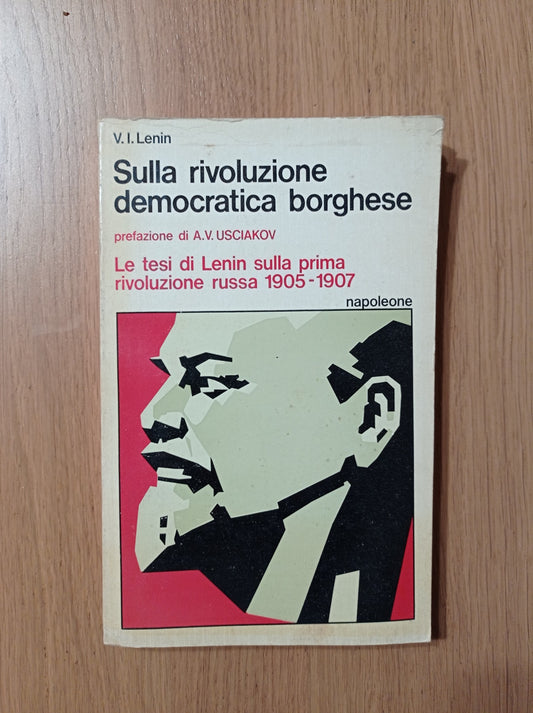 V. I. Lenin
Sulla rivoluzione
democratica borghese
prefazione di A.V. USCIAKOV
Le tesi di Lenin sulla prima
rivoluzione russa 1905-1907
napoleone